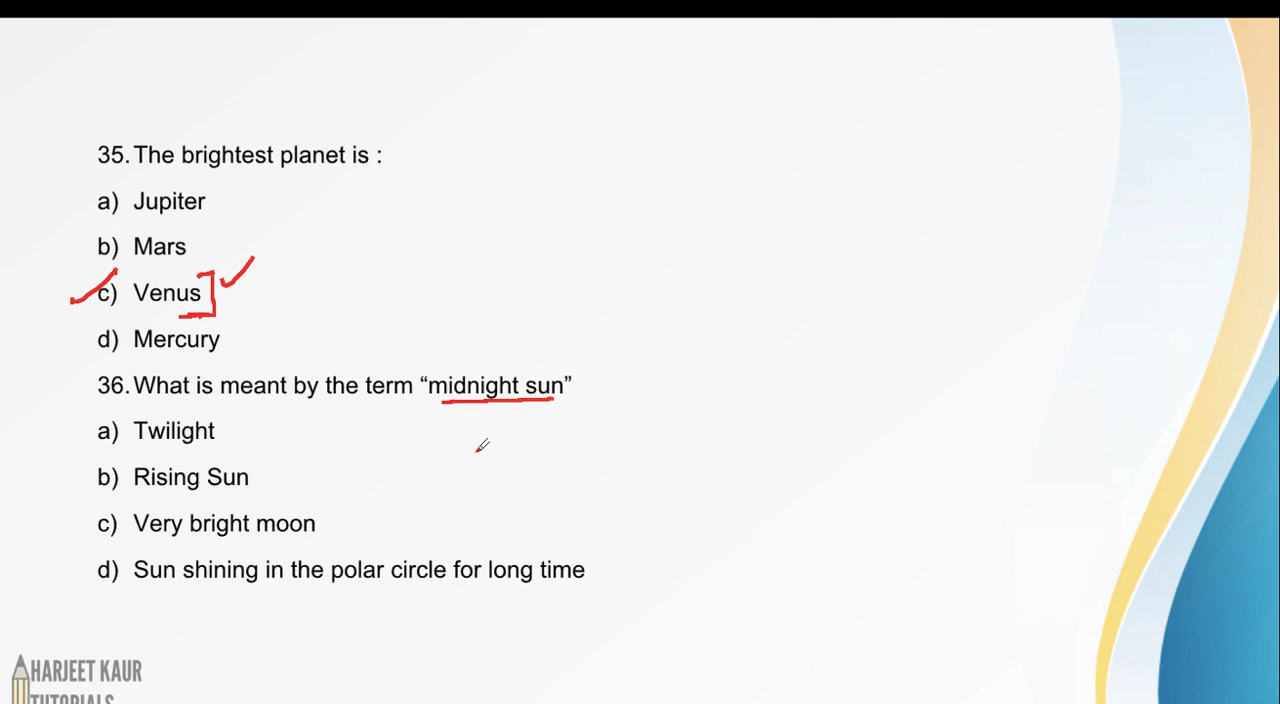 35. The brightest planet is :
a) Jupiter
b) Mars
c) Venus
d) Mercury
36. What is meant by the term “midnight sun”
a) Twilight
b) Rising Sun
c) Very bright moon
d) Sun shining in the polar circle for long time
HARJEET KAUR
TUTORIALS